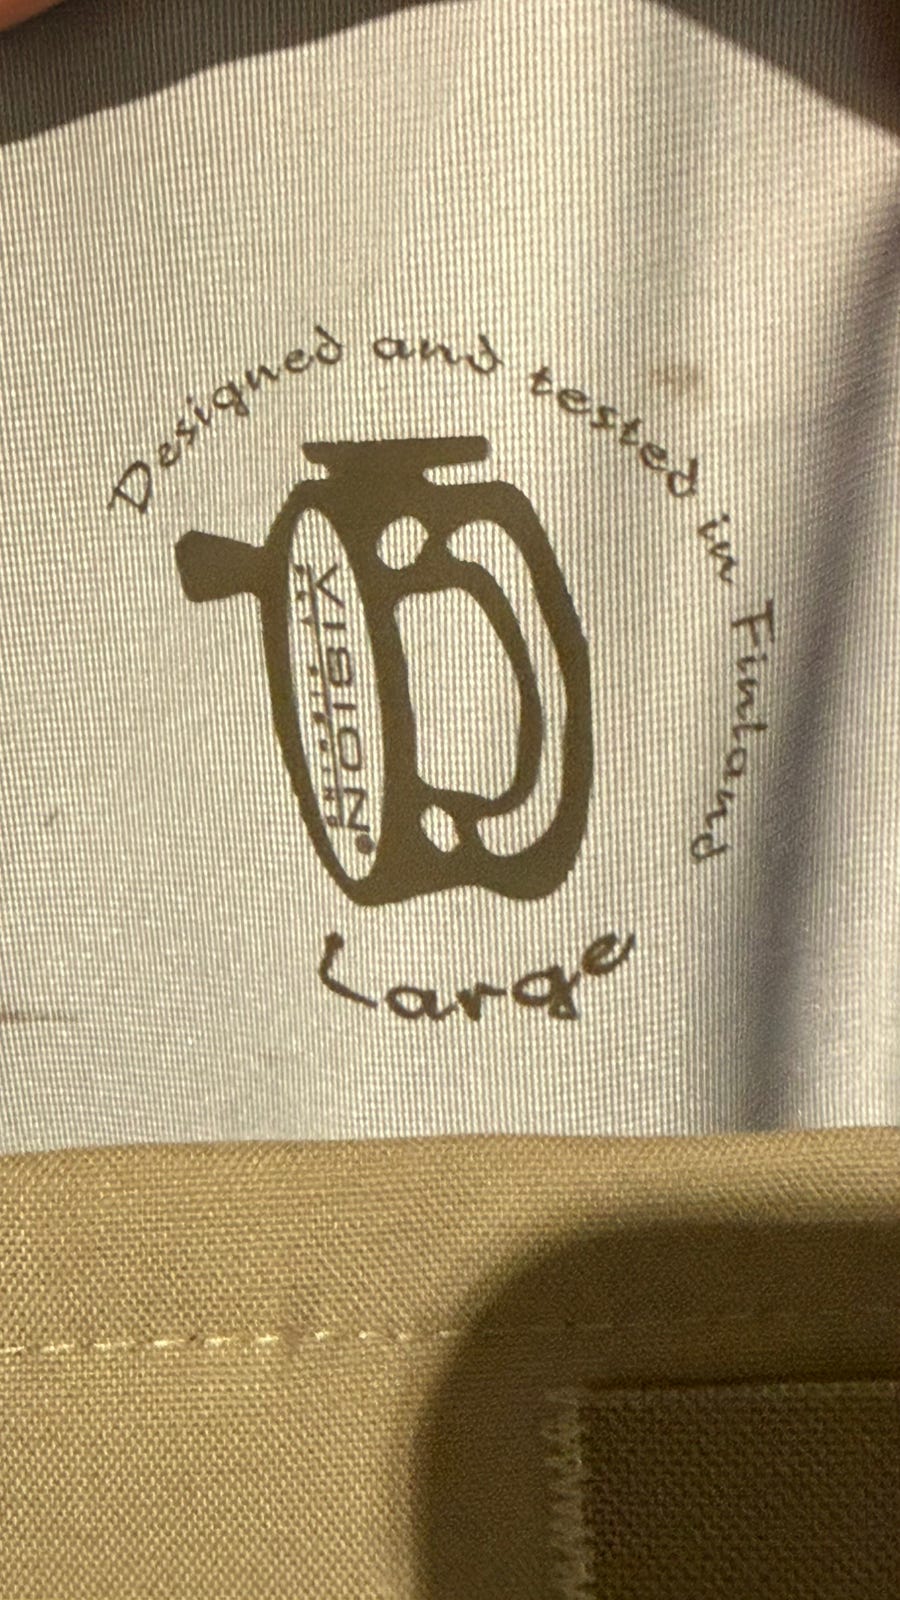 Designed and tested in Finland
VISION
Large